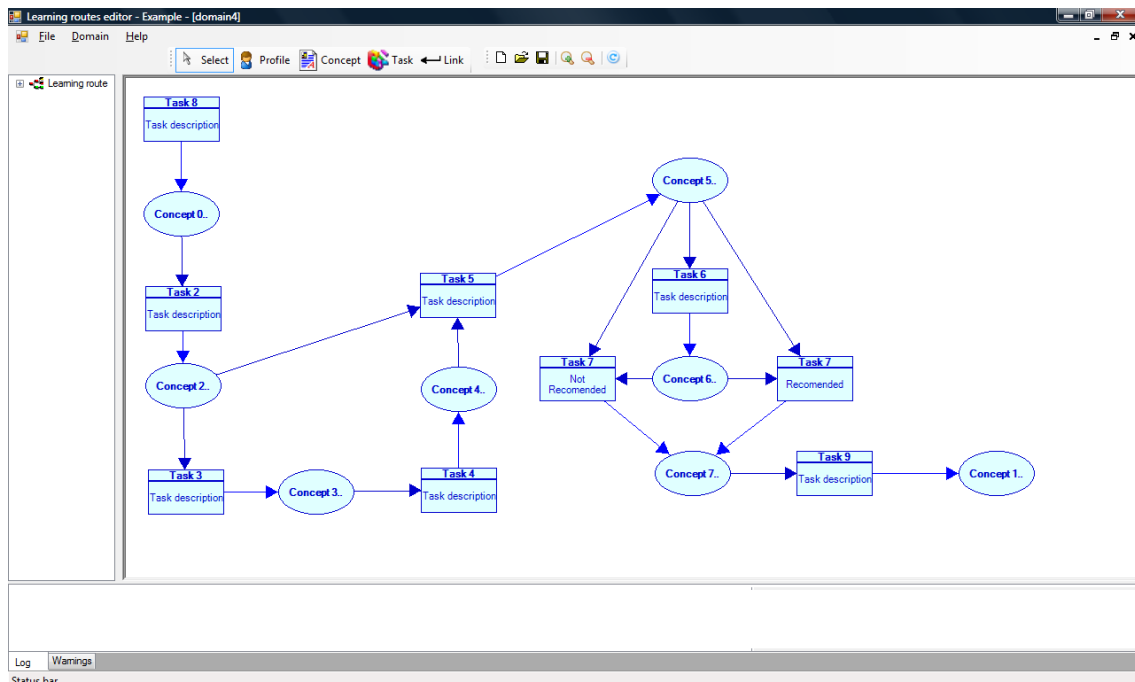 Learning routes editor - Example - [domain4]
File Domain Help
Select Profile Concept Task Link
Learning route
Task 8
Task description
Concept 0..
Task 2
Task description
Concept 2..
Task 3
Task description
Concept 3..
Task 4
Task description
Concept 4..
Task 5
Task description
Concept 5..
Task 6
Task description
Concept 6..
Task 7
Not
Recomended
Task 7
Recomended
Concept 7..
Task 9
Task description
Concept 1..
Log Warnings
Status bar